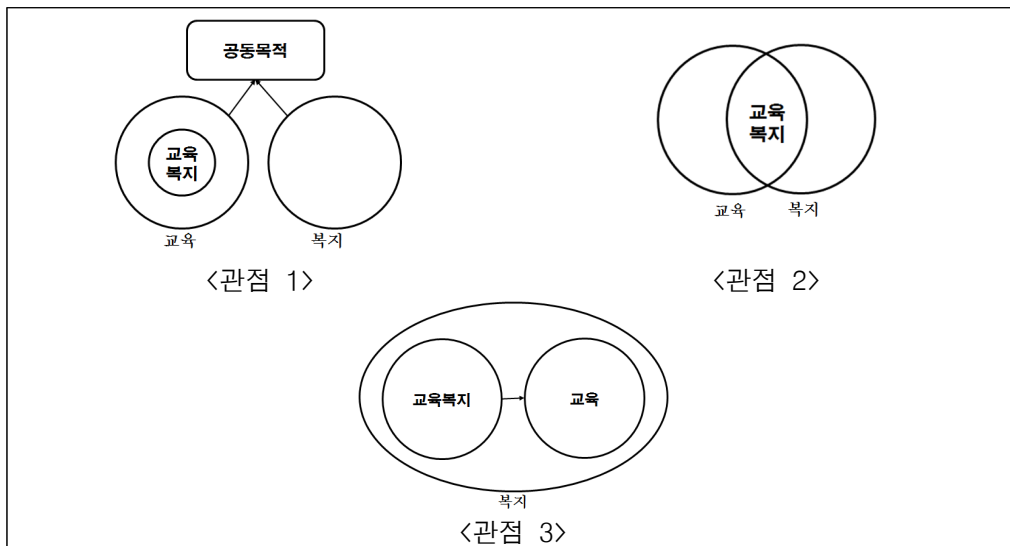 공동목적
교육
복지
교육
복지
<관점 1>
교육
복지
교육
복지
<관점 2>
교육복지
교육
복지
<관점 3>